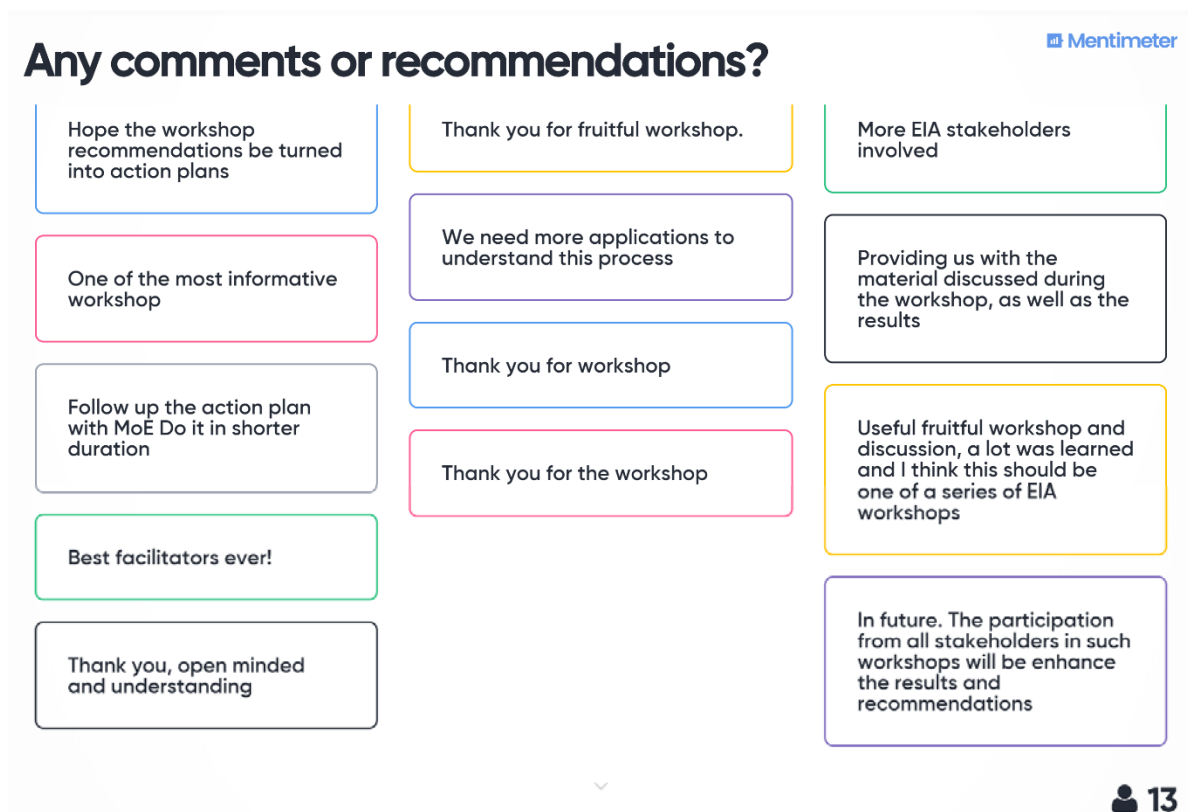 Any comments or recommendations?
Mentimeter
Hope the workshop
recommendations be turned
into action plans
One of the most informative
workshop
Follow up the action plan
with MoE Do it in shorter
duration
Best facilitators ever!
Thank you, open minded
and understanding
Thank you for fruitful workshop.
We need more applications to
understand this process
Thank you for workshop
Thank you for the workshop
More EIA stakeholders
involved
Providing us with the
material discussed during
the workshop, as well as the
results
Useful fruitful workshop and
discussion, a lot was learned
and I think this should be
one of a series of EIA
workshops
In future. The participation
from all stakeholders in such
workshops will be enhance
the results and
recommendations
13